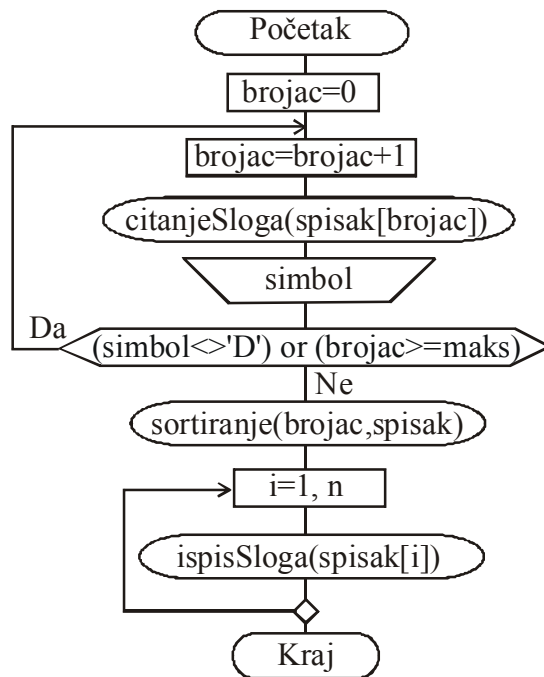 Početak
brojac=0
brojac=brojac+1
citanjeSloga(spisak[brojac])
simbol
Da
(simbol<>'D') or (brojac>=maks)
Ne
sortiranje(brojac,spisak)
i=1, n
ispisSloga(spisak[i])
Kraj